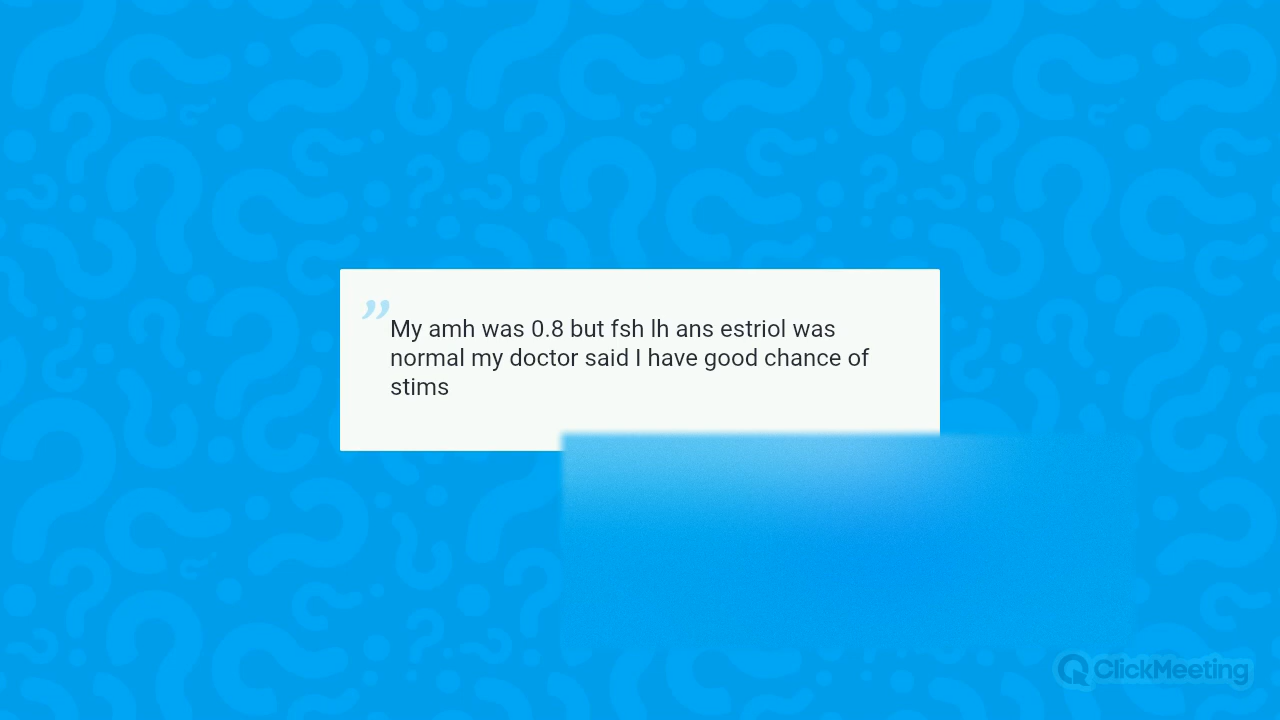 ”
My amh was 0.8 but fsh lh ans estriol was
normal my doctor said I have good chance of
stims
ClickMeeting